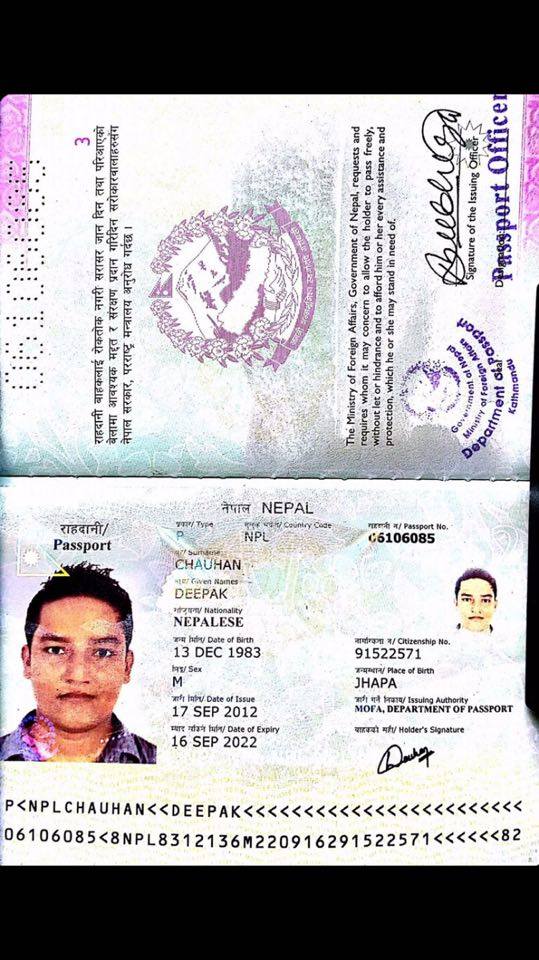 3
राहदानी बाहकलाई रोकतोक नगरी सरासर जान दिन तथा परिआएको
बेलामा आवश्यक मद्दत र संरक्षण प्रदान गरिदिन सरोकारवालाहरुसँग
नेपाल सरकार, परराष्ट्र मन्त्रालय अनुरोध गर्दछ।
The Ministry of Foreign Affairs, Government of Nepal, requests and
requires whom it may concern to allow the holder to pass freely,
without let or hindrance and to afford him or her every assistance and
protection, which he or she may stand in need of.
Signature of the Issuing Officer
Passport Officer
Government of Nepal
Ministry of Foreign Affairs
Department of Passport
Kathmandu
Seal
नेपाल NEPAL
राहदानी/
Passport
प्रकार/ Type
P
Country Code
NPL
राहदानी नं/ Passport No.
06106085
थर/ Surname
CHAUHAN
नाम/ Given Names
DEEPAK
राष्ट्रियता/ Nationality
NEPALESE
जन्म मिति/ Date of Birth
13 DEC 1983
नागरिकता नं/ Citizenship No.
91522571
लिङ्ग/ Sex
M
जन्मस्थान/ Place of Birth
JHAPA
जारी मिति/ Date of Issue
17 SEP 2012
जारी गर्ने निकाय/ Issuing Authority
MOFA, DEPARTMENT OF PASSPORT
म्याद सकिने मिति/ Date of Expiry
16 SEP 2022
वाहकको सही/ Holder's Signature
P<NPLCHAUHAN<<DEEPAK<<<<<<<<<<<<<<<<<<<<<<<<
06106085<8NPL8312136M220916291522571<<<<<<82